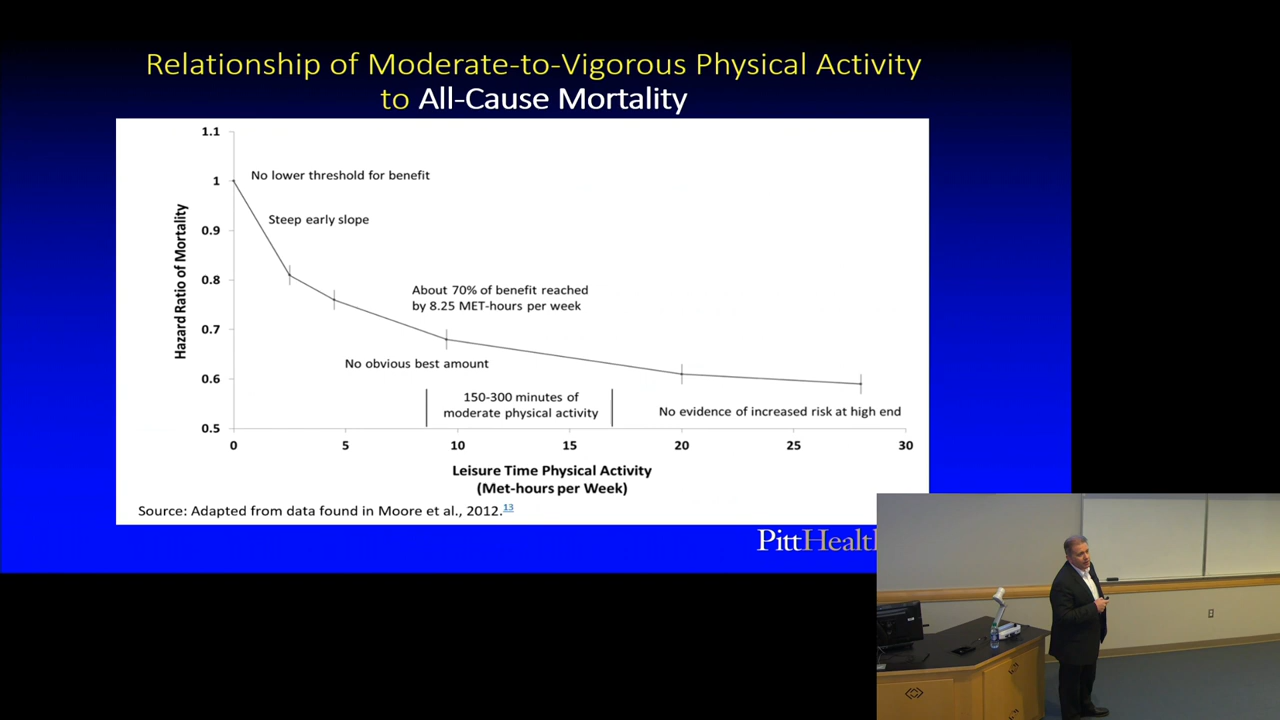 Relationship of Moderate-to-Vigorous Physical Activity
to All-Cause Mortality
1.1
1
0.9
0.8
0.7
0.6
0.5
Hazard Ratio of Mortality
No lower threshold for benefit
Steep early slope
About 70% of benefit reached
by 8.25 MET-hours per week
No obvious best amount
150-300 minutes of
moderate physical activity
No evidence of increased risk at high end
0 5 10 15 20 25 30
Leisure Time Physical Activity
(Met-hours per Week)
Source: Adapted from data found in Moore et al., 2012.13
PittHealt